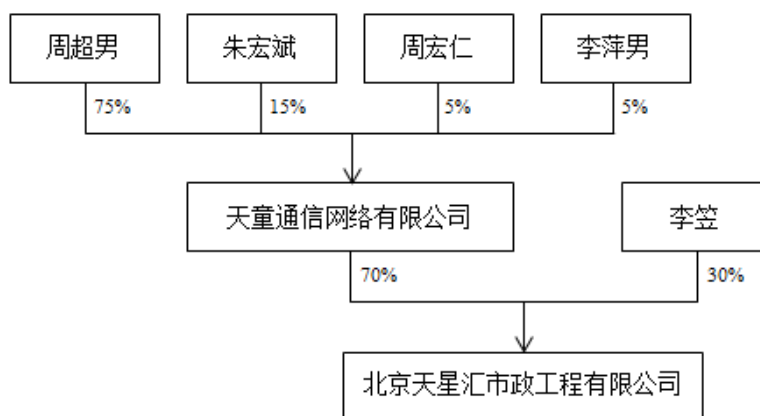 周超男 朱宏斌 周宏仁 李萍男
75% 15% 5% 5%
天童通信网络有限公司 李笠
70% 30%
北京天星汇市政工程有限公司